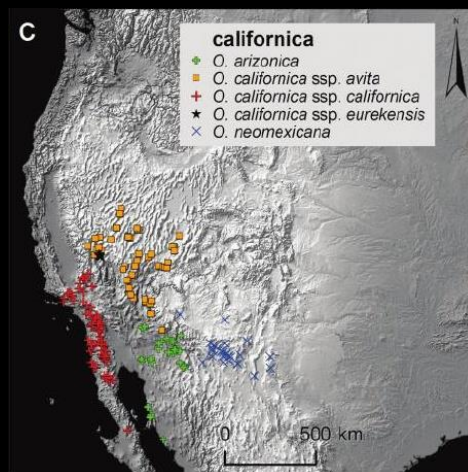 C
californica
O. arizonica
O. californica ssp. avita
O. californica ssp. californica
O. californica ssp. eurekensis
O. neomexicana
N
0 500 km